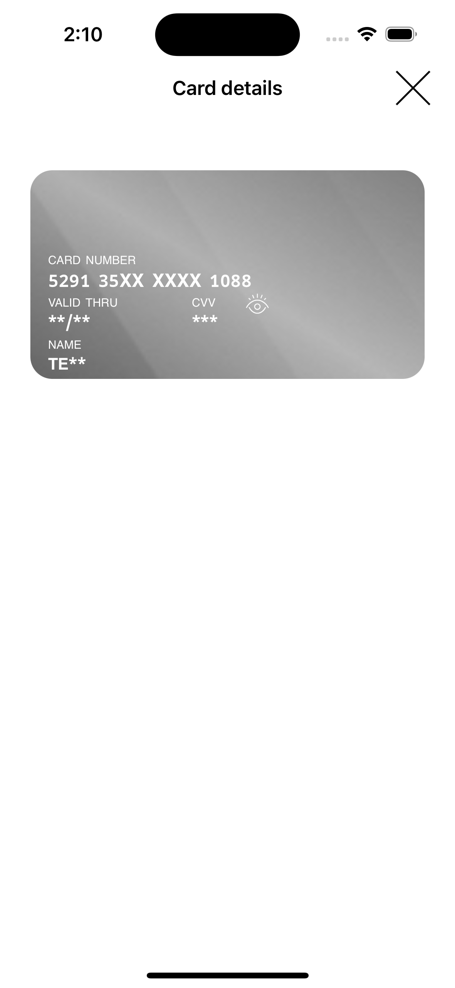 2:10
Card details
CARD NUMBER
5291 35XX XXXX 1088
VALID THRU CVV
**/** ***
NAME
TE**